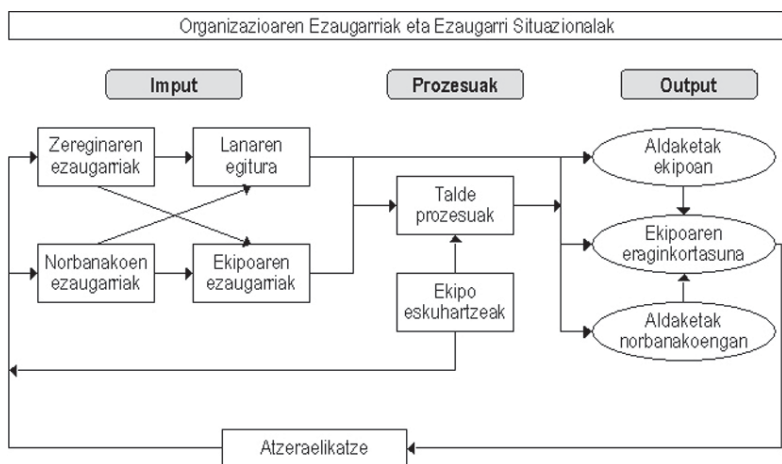 Organizazioaren Ezaugarriak eta Ezaugarri Situazionalak
Imput
Prozesuak
Output
Zereginaren
ezaugarriak
Lanaren
egitura
Aldaketak
ekipoan
Talde
prozesuak
Norbanakoen
ezaugarriak
Ekipoaren
ezaugarriak
Ekipoaren
eraginkortasuna
Ekipo
eskuhartzeak
Aldaketak
norbanakoengan
Atzeraelikatze